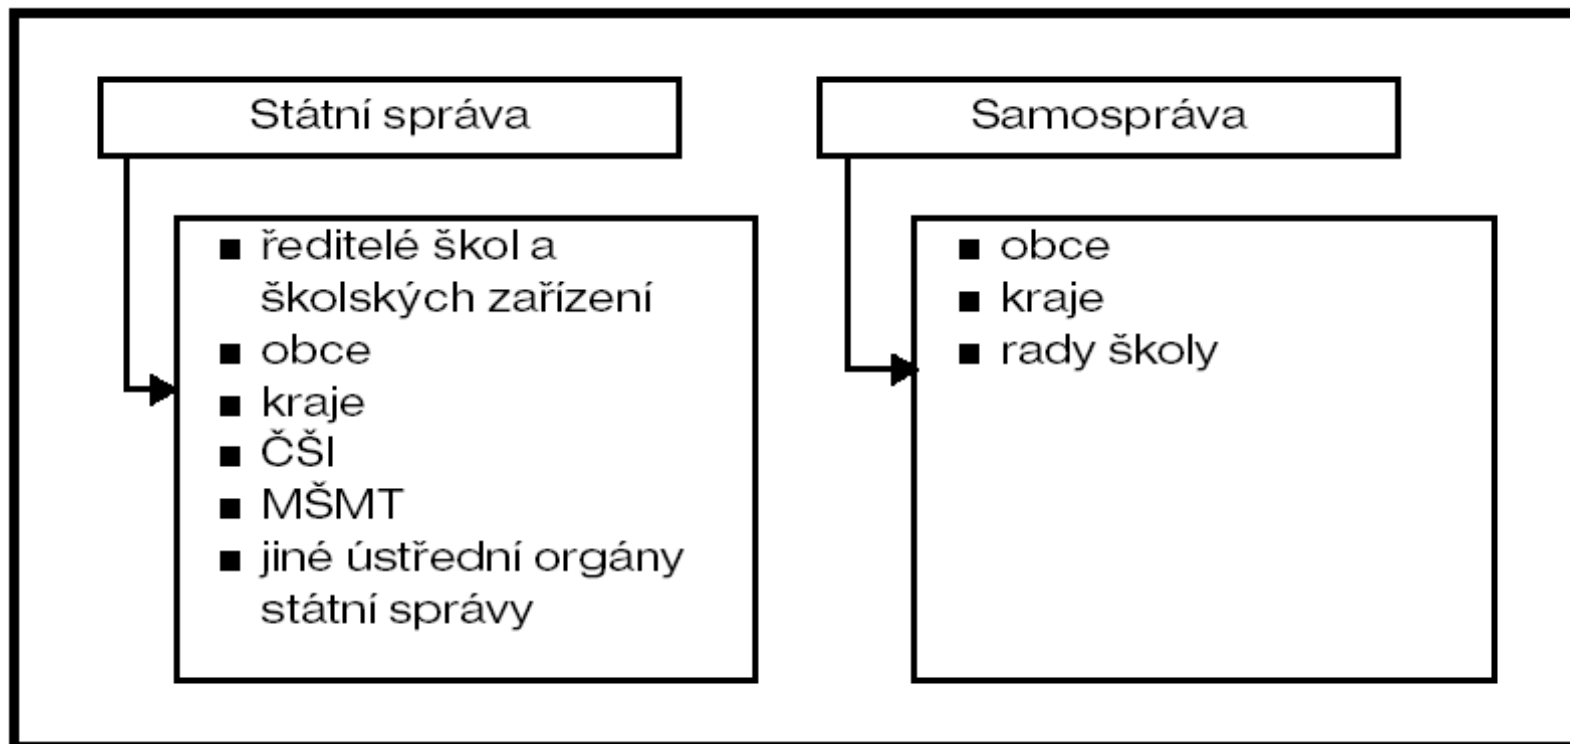 Státní správa
■ ředitelé škol a
školských zařízení
■ obce
■ kraje
■ ČŠI
■ MŠMT
■ jiné ústřední orgány
státní správy
Samospráva
■ obce
■ kraje
■ rady školy